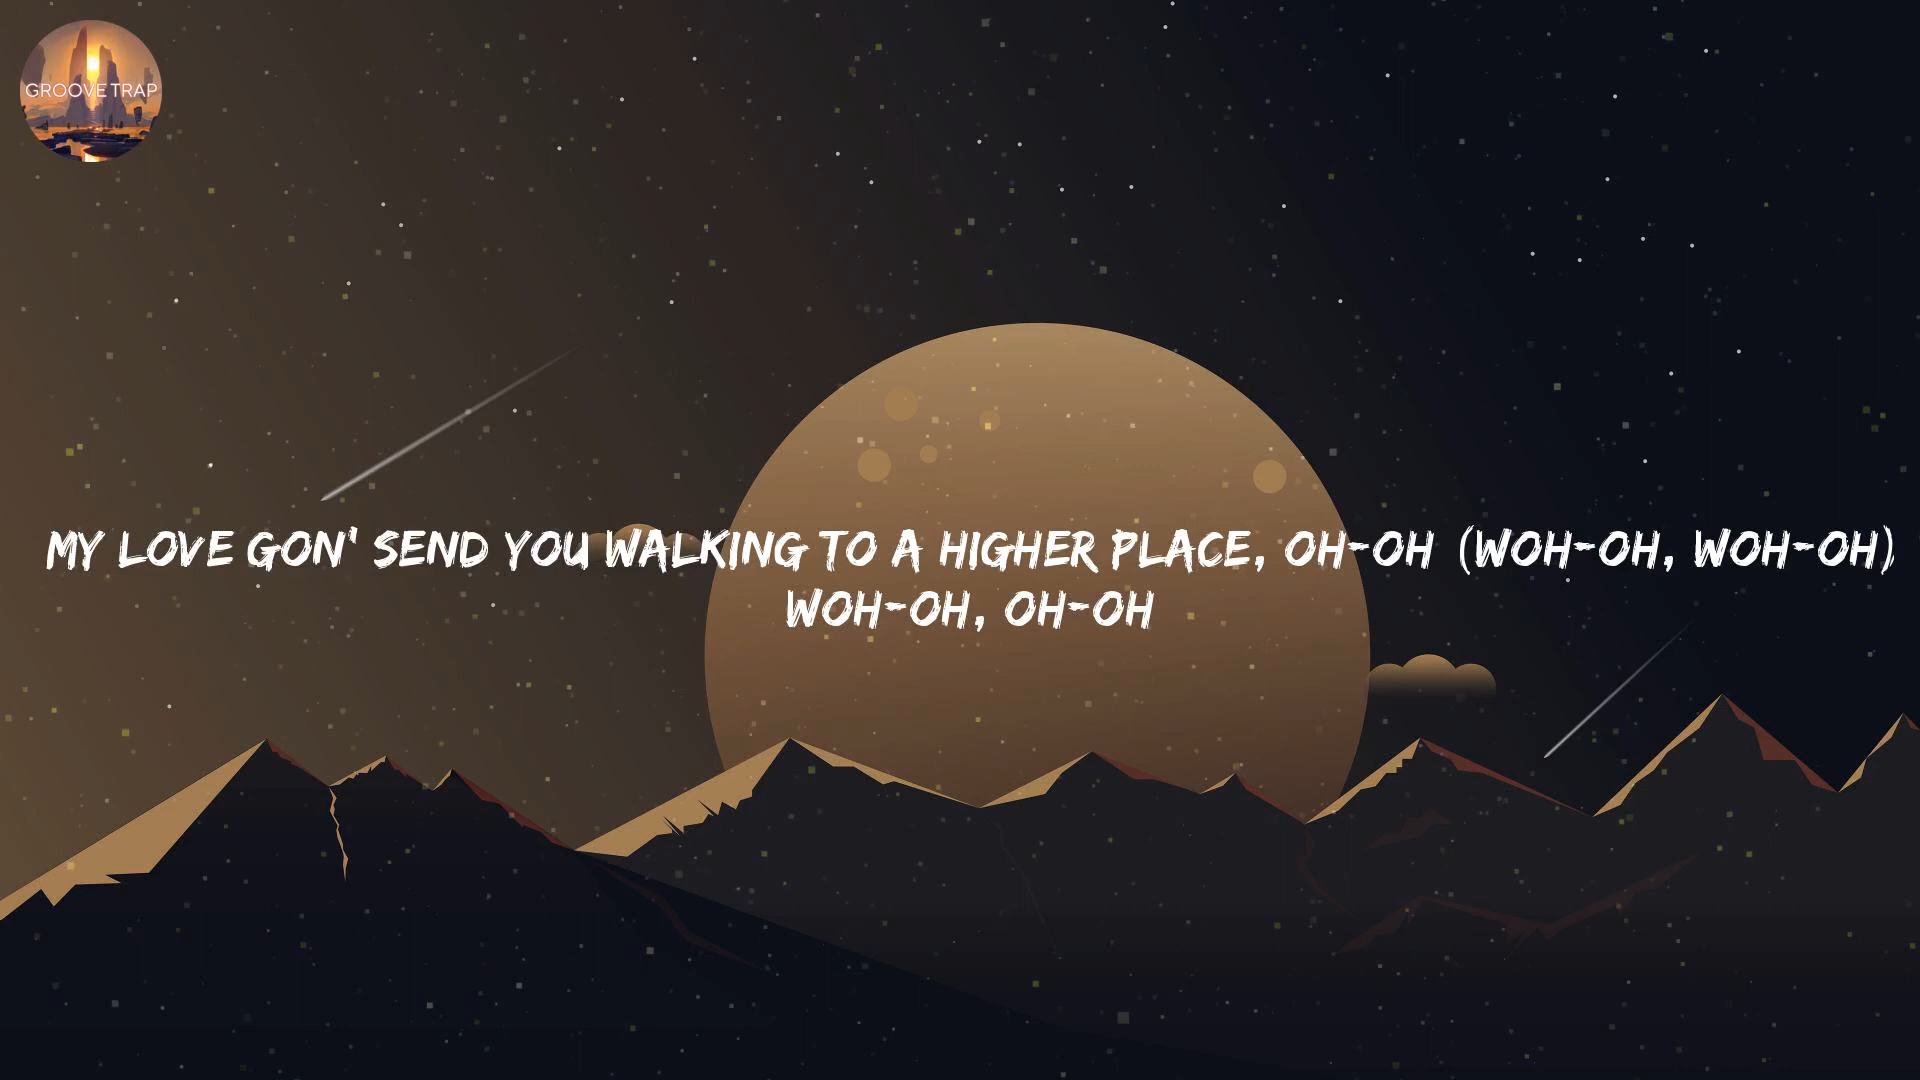 GROOVE TRAP
MY LOVE GON' SEND YOU WALKING TO A HIGHER PLACE, OH-OH (WOH-OH, WOH-OH)
WOH-OH, OH-OH